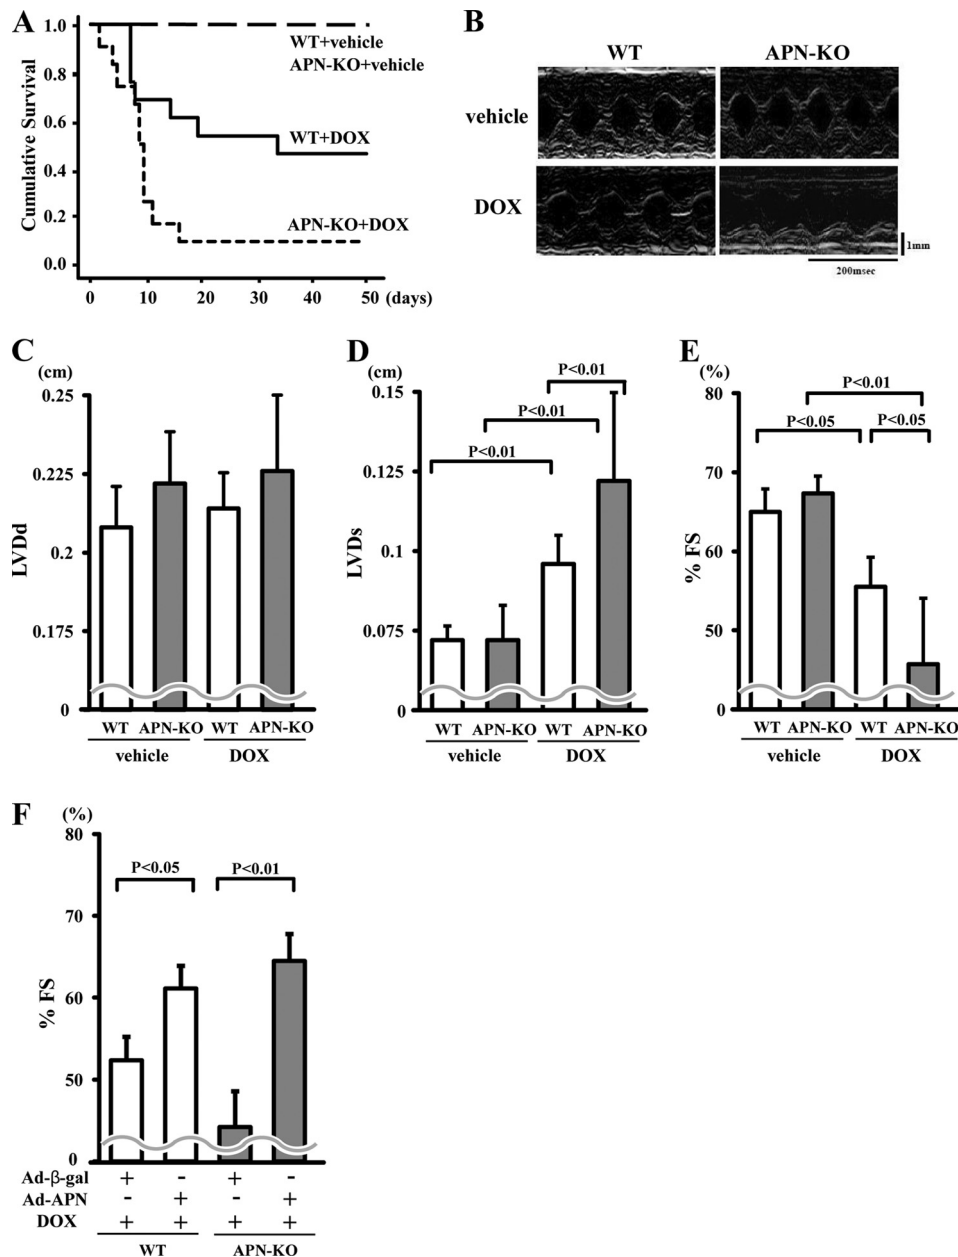 A
1.0
0.8
0.6
0.4
0.2
0.0
Cumulative Survival
WT+vehicle
APN-KO+vehicle
WT+DOX
APN-KO+DOX
0 10 20 30 40 50 (days)
B
WT APN-KO
vehicle
DOX
1mm
200msec
C
(cm)
0.25
0.225
0.2
0.175
0
LVDd
WT APN-KO WT APN-KO
vehicle DOX
D
(cm)
0.15
0.125
0.1
0.075
0
LVDs
P<0.01
P<0.01
P<0.01
WT APN-KO WT APN-KO
vehicle DOX
E
(%)
80
70
60
50
0
% FS
P<0.01
P<0.05 P<0.05
WT APN-KO WT APN-KO
vehicle DOX
F
(%)
80
70
60
50
0
% FS
P<0.05 P<0.01
Ad-β-gal + - + -
Ad-APN - + - +
DOX + + + +
WT APN-KO